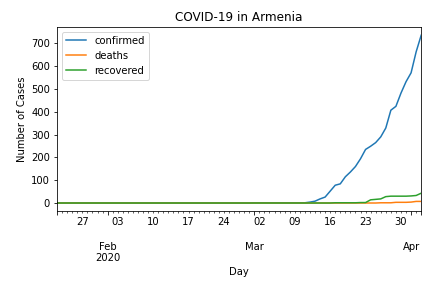 COVID-19 in Armenia
confirmed
deaths
recovered
Number of Cases
700
600
500
400
300
200
100
0
27 03 10 17 24 02 09 16 23 30
Feb Mar Apr
2020
Day